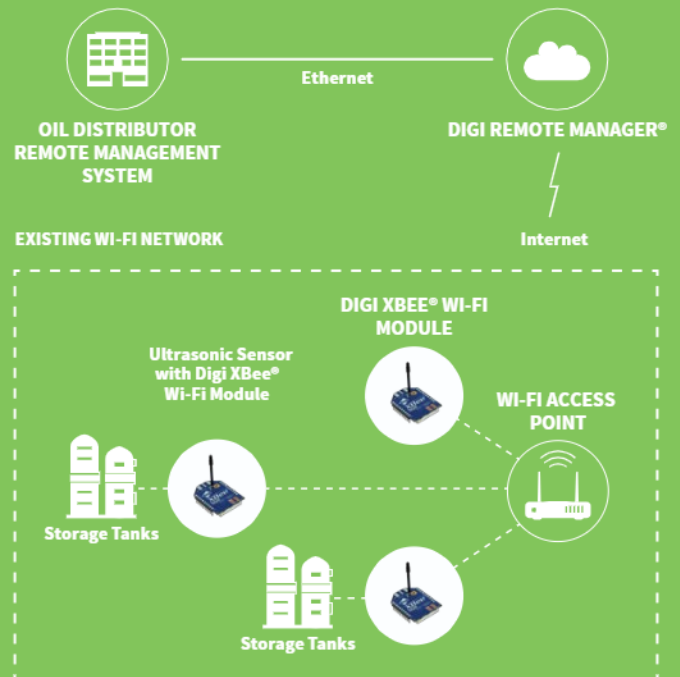 Ethernet
OIL DISTRIBUTOR
REMOTE MANAGEMENT
SYSTEM
DIGI REMOTE MANAGER®
EXISTING WI-FI NETWORK
Internet
DIGI XBEE® WI-FI
MODULE
Ultrasonic Sensor
with Digi XBee®
Wi-Fi Module
WI-FI ACCESS
POINT
Storage Tanks
Storage Tanks